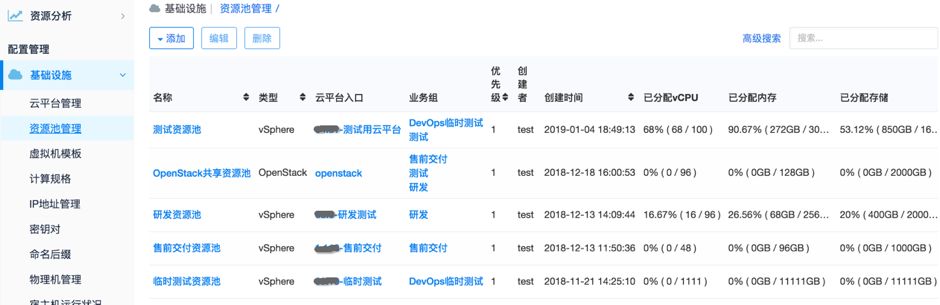 资源分析
配置管理
基础设施
云平台管理
资源池管理
虚拟机模板
计算规格
IP地址管理
密钥对
命名后缀
物理机管理
宿主机运行状况
基础设施 | 资源池管理 /
添加 编辑 删除 高级搜索 搜索...
名称 类型 云平台入口 业务组 优先级 创建者 创建时间 已分配vCPU 已分配内存 已分配存储
测试资源池 vSphere -测试用云平台 DevOps临时测试 测试 1 test 2019-01-04 18:49:13 68% ( 68 / 100 ) 90.67% ( 272GB / 30... 53.12% ( 850GB / 16...
OpenStack共享资源池 OpenStack openstack 售前交付 测试 研发 1 test 2018-12-18 16:00:53 0% ( 0 / 96 ) 0% ( 0GB / 128GB ) 0% ( 0GB / 2000GB )
研发资源池 vSphere -研发测试 研发 1 test 2018-12-13 14:09:44 16.67% ( 16 / 96 ) 26.56% ( 68GB / 256... 20% ( 400GB / 2000...
售前交付资源池 vSphere -售前交付 售前交付 1 test 2018-12-13 11:50:36 0% ( 0 / 48 ) 0% ( 0GB / 96GB ) 0% ( 0GB / 1000GB )
临时测试资源池 vSphere -临时测试 DevOps临时测试 1 test 2018-11-21 14:25:10 0% ( 0 / 1111 ) 0% ( 0GB / 11111GB ) 0% ( 0GB / 11111GB )